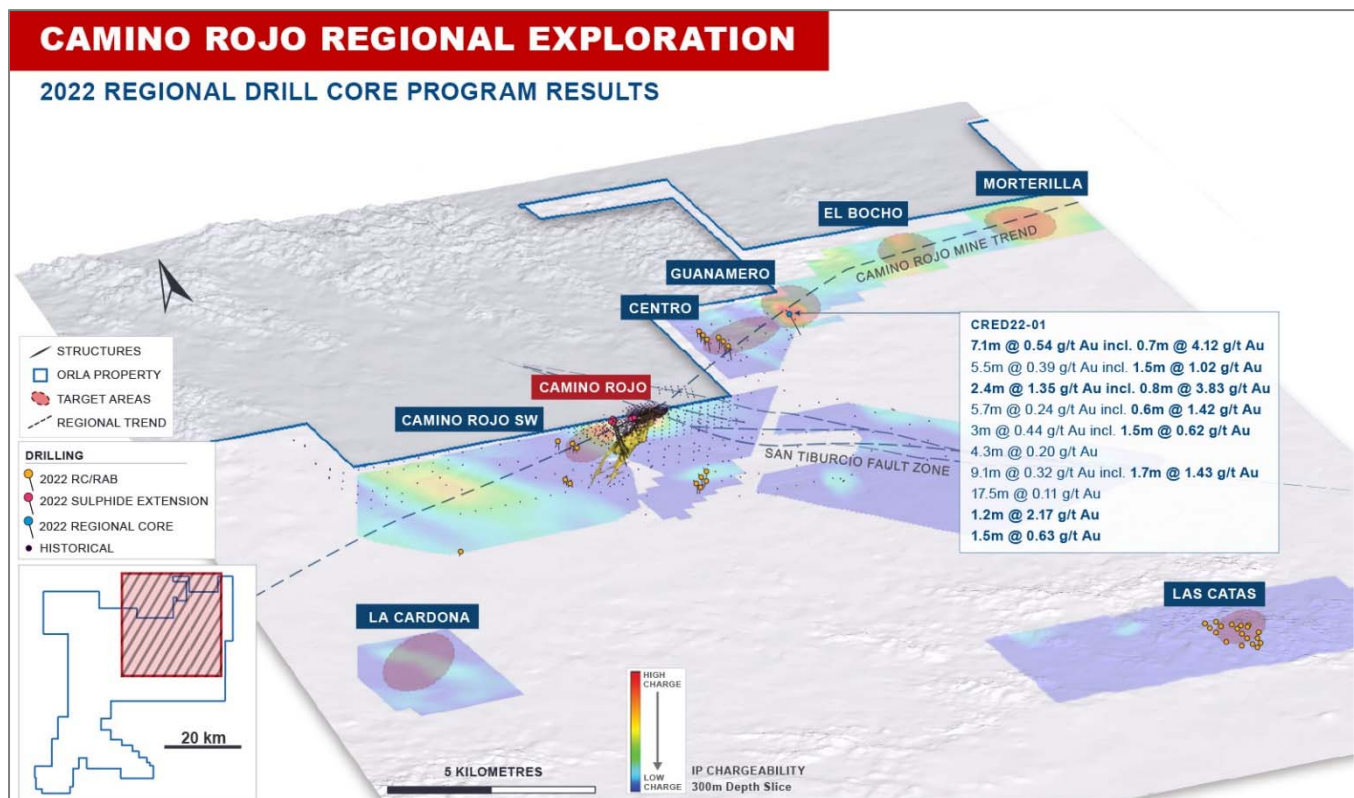 CAMINO ROJO REGIONAL EXPLORATION
2022 REGIONAL DRILL CORE PROGRAM RESULTS
MORTERILLA
EL BOCHO
CAMINO ROJO MINE TREND
GUANAMERO
CENTRO
CAMINO ROJO
CAMINO ROJO SW
SAN TIBURCIO FAULT ZONE
STRUCTURES
ORLA PROPERTY
TARGET AREAS
REGIONAL TREND
DRILLING
2022 RC/RAB
2022 SULPHIDE EXTENSION
2022 REGIONAL CORE
HISTORICAL
CRED22-01
7.1m @ 0.54 g/t Au incl. 0.7m @ 4.12 g/t Au
5.5m @ 0.39 g/t Au incl. 1.5m @ 1.02 g/t Au
2.4m @ 1.35 g/t Au incl. 0.8m @ 3.83 g/t Au
5.7m @ 0.24 g/t Au incl. 0.6m @ 1.42 g/t Au
3m @ 0.44 g/t Au incl. 1.5m @ 0.62 g/t Au
4.3m @ 0.20 g/t Au
9.1m @ 0.32 g/t Au incl. 1.7m @ 1.43 g/t Au
17.5m @ 0.11 g/t Au
1.2m @ 2.17 g/t Au
1.5m @ 0.63 g/t Au
LAS CATAS
LA CARDONA
20 km
5 KILOMETRES
HIGH
CHARGE
LOW
CHARGE
IP CHARGEABILITY
300m Depth Slice